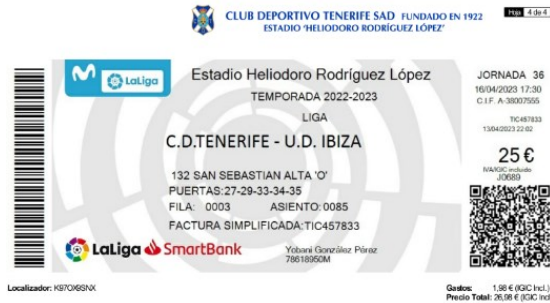 CLUB DEPORTIVO TENERIFE SAD FUNDADO EN 1922
ESTADIO 'HELIODORO RODRÍGUEZ LÓPEZ'
Hoja 4 de 4
M LaLiga
Estadio Heliodoro Rodríguez López
TEMPORADA 2022-2023
LIGA
C.D.TENERIFE - U.D. IBIZA
132 SAN SEBASTIAN ALTA 'O'
PUERTAS:27-29-33-34-35
FILA: 0003 ASIENTO:0085
FACTURA SIMPLIFICADA:TIC457833
LaLiga SmartBank
Yobani González Pérez
78618950M
JORNADA 36
16/04/2023 17:30
C.I.F. A-38007555
TIC457833
13/04/2023 22:02
25 €
IVA/IGIC incluido
J0689
Localizador: K97OX9SNX
Gastos: 1,98 € (IGIC Incl.)
Precio Total: 26,98 € (IGIC Incl